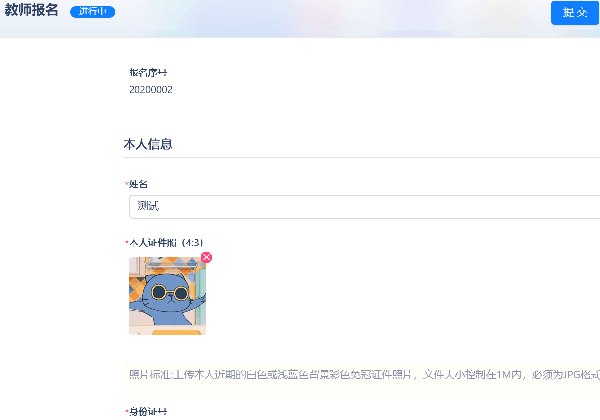 教师报名
进行中
提交
报名序号
20200002
本人信息
*姓名
测试
*本人证件照（4:3）
照片标准:上传本人近期的白色或浅蓝色背景彩色免冠证件照片，文件大小控制在1M内，必须为JPG格式
*身份证号